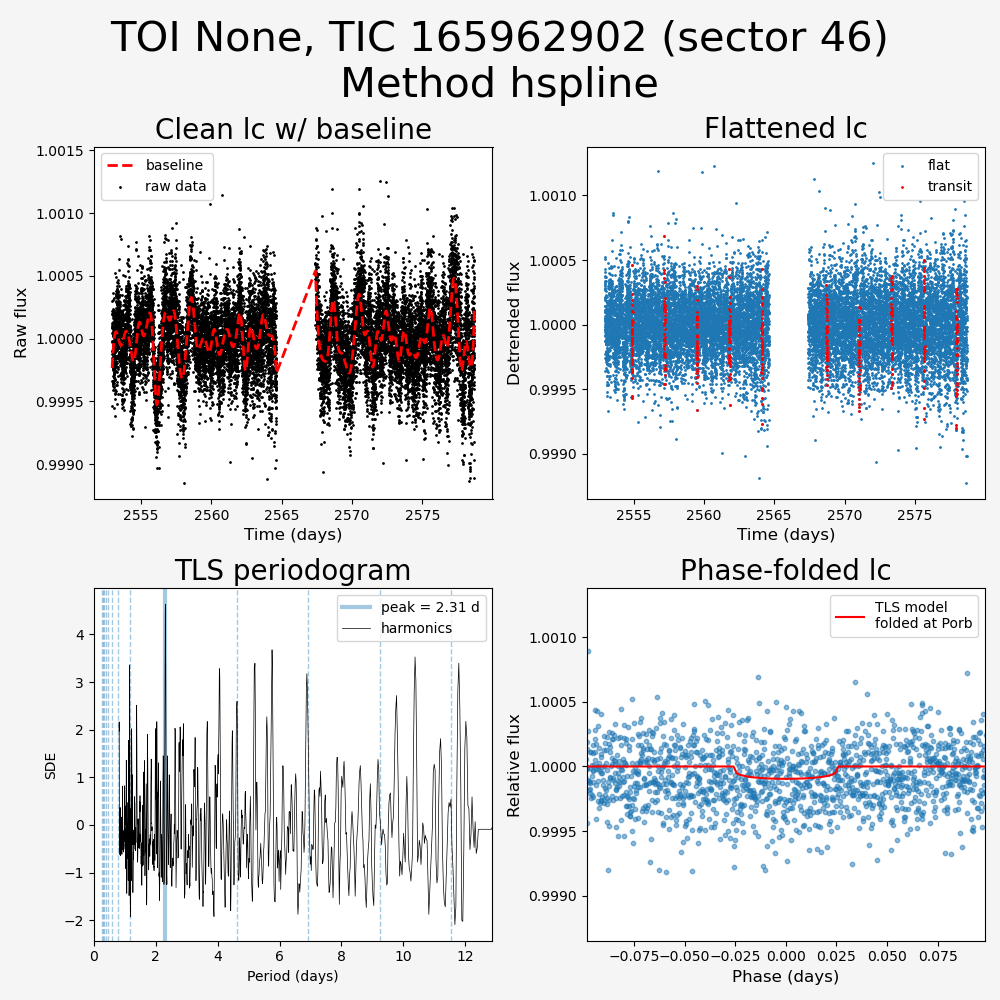 TOI None, TIC 165962902 (sector 46)
Method hspline
Clean lc w/ baseline
baseline
raw data
1.0015
1.0010
1.0005
1.0000
0.9995
0.9990
Raw flux
2555 2560 2565 2570 2575
Time (days)
Flattened lc
flat
transit
1.0010
1.0005
1.0000
0.9995
0.9990
Detrended flux
2555 2560 2565 2570 2575
Time (days)
TLS periodogram
peak = 2.31 d
harmonics
4
3
2
1
0
−1
−2
SDE
0 2 4 6 8 10 12
Period (days)
Phase-folded lc
TLS model
folded at Porb
1.0010
1.0005
1.0000
0.9995
0.9990
Relative flux
−0.075 −0.050 −0.025 0.000 0.025 0.050 0.075
Phase (days)